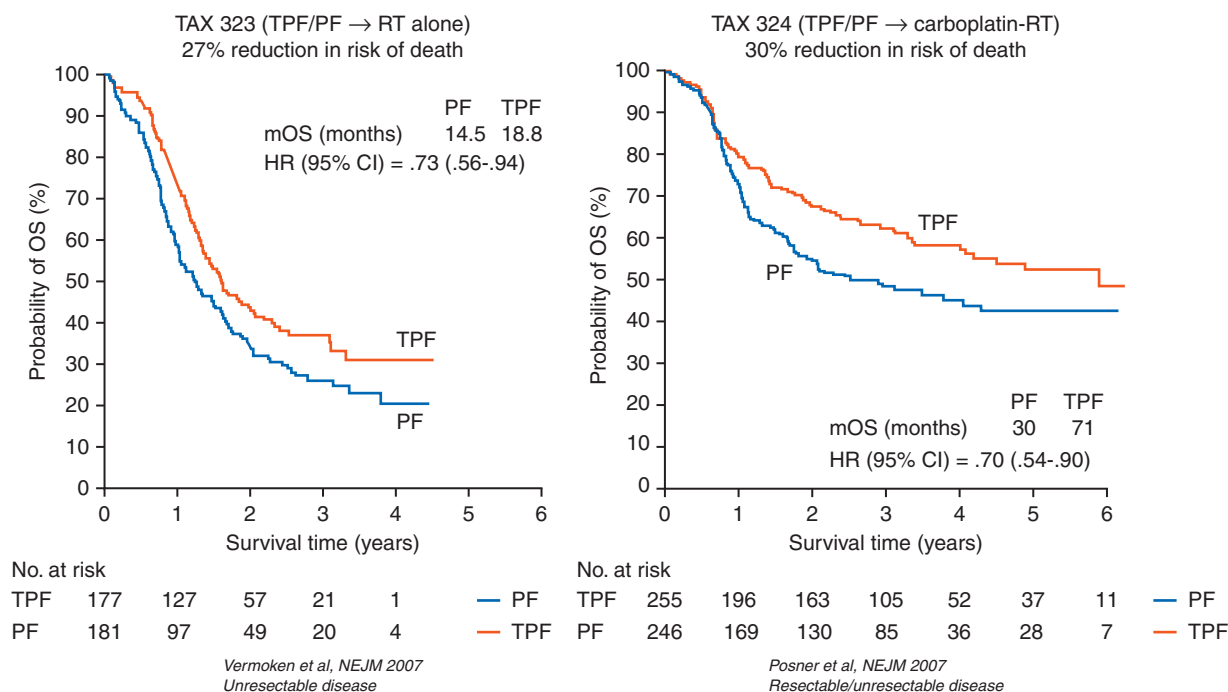 TAX 323 (TPF/PF → RT alone)
27% reduction in risk of death
100
90
80
70
60
50
40
30
20
10
0
Probability of OS (%)
PF TPF
mOS (months) 14.5 18.8
HR (95% CI) = .73 (.56-.94)
TPF
PF
0 1 2 3 4 5 6
Survival time (years)
No. at risk
TPF 177 127 57 21 1
PF 181 97 49 20 4
PF
TPF
Vermoken et al, NEJM 2007
Unresectable disease
TAX 324 (TPF/PF → carboplatin-RT)
30% reduction in risk of death
100
90
80
70
60
50
40
30
20
10
0
Probability of OS (%)
TPF
PF
PF TPF
mOS (months) 30 71
HR (95% CI) = .70 (.54-.90)
0 1 2 3 4 5 6
Survival time (years)
No. at risk
TPF 255 196 163 105 52 37 11
PF 246 169 130 85 36 28 7
PF
TPF
Posner et al, NEJM 2007
Resectable/unresectable disease